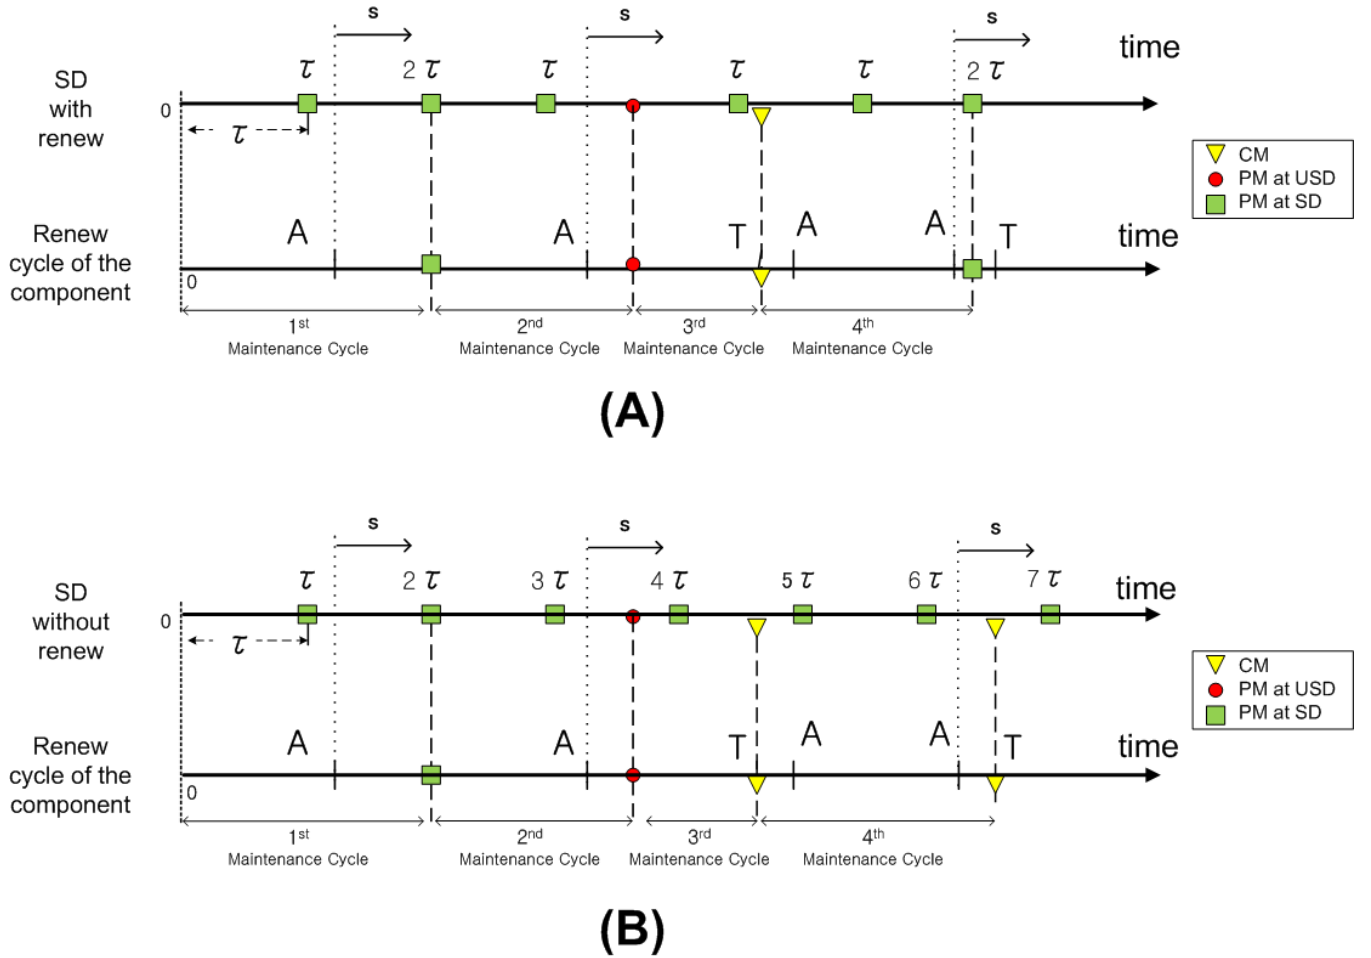 s s s
τ 2 τ τ τ τ 2 τ time
SD
with
renew
0
τ
CM
PM at USD
PM at SD
A A T A A T time
Renew
cycle of the
component
0
1st 2nd 3rd 4th
Maintenance Cycle Maintenance Cycle Maintenance Cycle Maintenance Cycle
(A)
s s s
τ 2 τ 3 τ 4 τ 5 τ 6 τ 7 τ time
SD
without
renew
0
τ
CM
PM at USD
PM at SD
A A T A A T time
Renew
cycle of the
component
0
1st 2nd 3rd 4th
Maintenance Cycle Maintenance Cycle Maintenance Cycle Maintenance Cycle
(B)